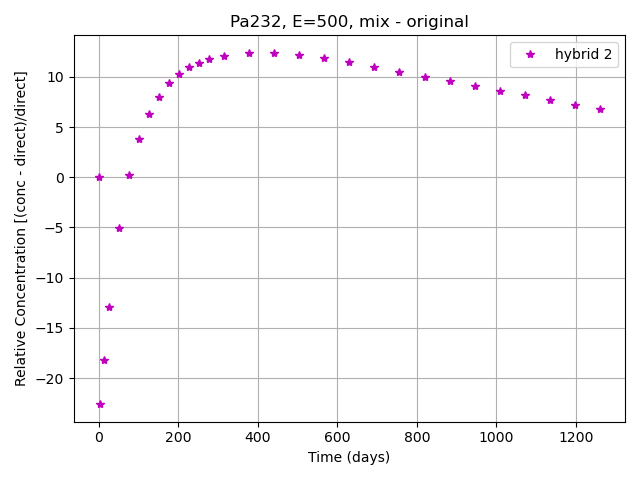 Pa232, E=500, mix - original
hybrid 2
Relative Concentration [(conc - direct)/direct]
10
5
0
−5
−10
−15
−20
0 200 400 600 800 1000 1200
Time (days)